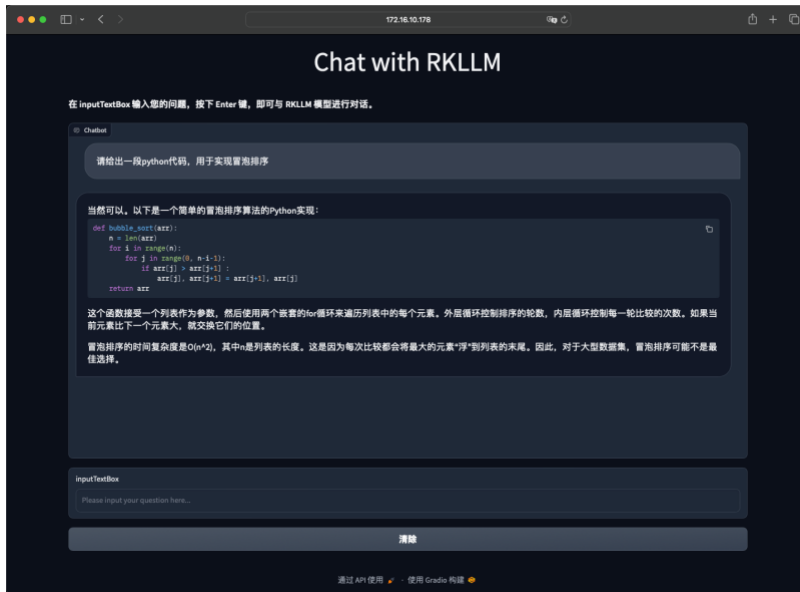 172.16.10.178
Chat with RKLLM
在 inputTextBox 输入您的问题，按下 Enter 键，即可与 RKLLM 模型进行对话。
Chatbot
请给出一段python代码，用于实现冒泡排序
当然可以。以下是一个简单的冒泡排序算法的Python实现：
def bubble_sort(arr):
    n = len(arr)
    for i in range(n):
        for j in range(0, n-i-1):
            if arr[j] > arr[j+1] :
                arr[j], arr[j+1] = arr[j+1], arr[j]
    return arr
这个函数接受一个列表作为参数，然后使用两个嵌套的for循环来遍历列表中的每个元素。外层循环控制排序的轮数，内层循环控制每一轮比较的次数。如果当
前元素比下一个元素大，就交换它们的位置。
冒泡排序的时间复杂度是O(n^2)，其中n是列表的长度。这是因为每次比较都会将最大的元素“浮”到列表的末尾。因此，对于大型数据集，冒泡排序可能不是最
佳选择。
inputTextBox
Please input your question here...
清除
通过 API 使用 · 使用 Gradio 构建